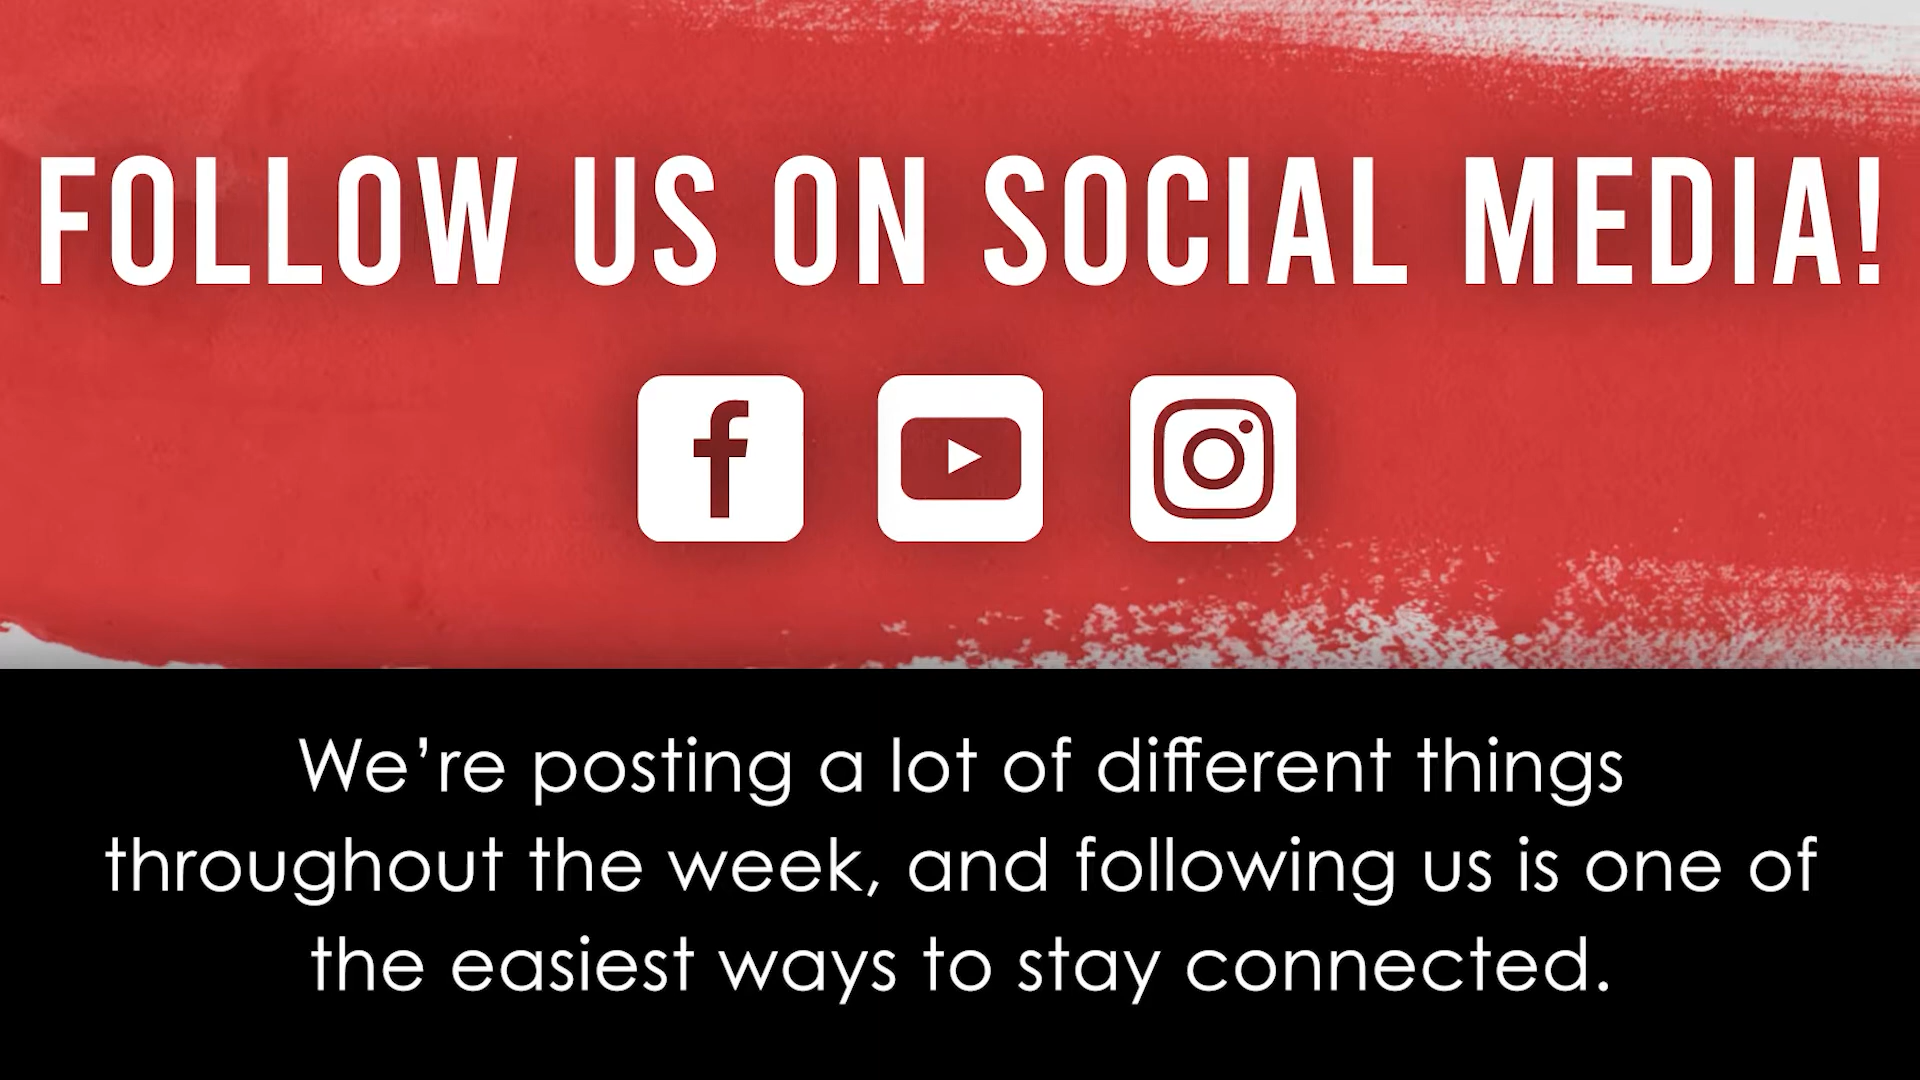 FOLLOW US ON SOCIAL MEDIA!
We’re posting a lot of different things
throughout the week, and following us is one of
the easiest ways to stay connected.